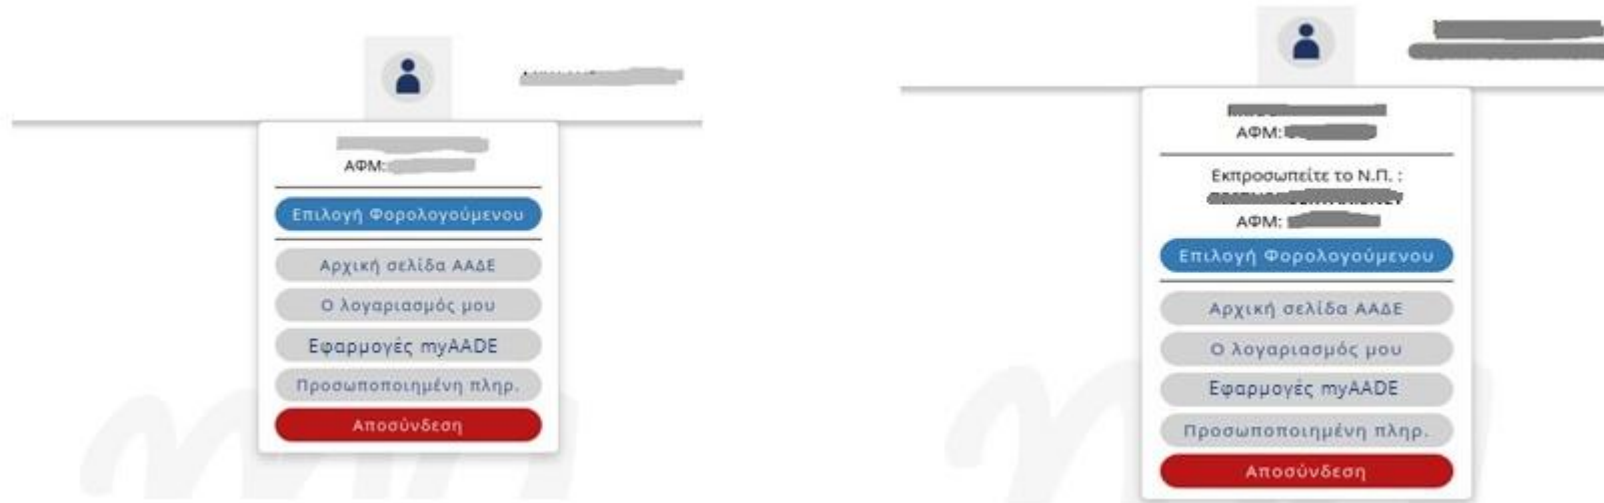 ΑΦΜ:
Επιλογή Φορολογούμενου
Αρχική σελίδα ΑΑΔΕ
Ο λογαριασμός μου
Εφαρμογές myAADE
Προσωποποιημένη πληρ.
Αποσύνδεση
ΑΦΜ:
Εκπροσωπείτε το Ν.Π. :
ΑΦΜ:
Επιλογή Φορολογούμενου
Αρχική σελίδα ΑΑΔΕ
Ο λογαριασμός μου
Εφαρμογές myAADE
Προσωποποιημένη πληρ.
Αποσύνδεση